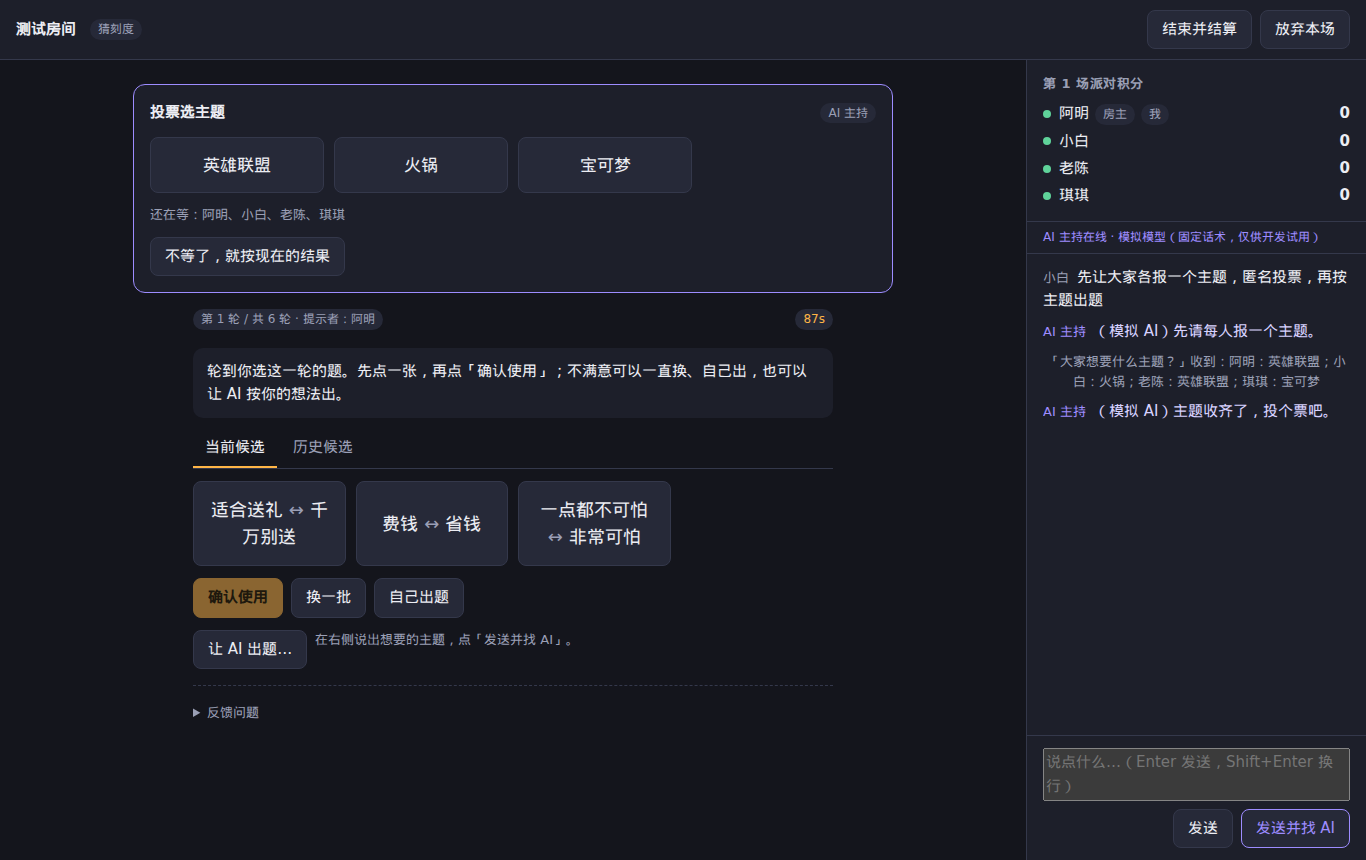 测试房间 猜刻度 结束并结算 放弃本场
投票选主题 AI 主持
英雄联盟 火锅 宝可梦
还在等：阿明、小白、老陈、琪琪
不等了，就按现在的结果
第 1 轮 / 共 6 轮 · 提示者：阿明 87s
轮到你选这一轮的题。先点一张，再点「确认使用」；不满意可以一直换、自己出，也可以
让 AI 按你的想法出。
当前候选 历史候选
适合送礼 ↔ 千
万别送
费钱 ↔ 省钱
一点都不可怕
↔ 非常可怕
确认使用 换一批 自己出题
让 AI 出题… 在右侧说出想要的主题，点「发送并找 AI」。
▶ 反馈问题
第 1 场派对积分
阿明 房主 我 0
小白 0
老陈 0
琪琪 0
AI 主持在线 · 模拟模型（固定话术，仅供开发试用）
小白 先让大家各报一个主题，匿名投票，再按
主题出题
AI 主持 （模拟 AI）先请每人报一个主题。
「大家想要什么主题？」收到：阿明：英雄联盟；小
白：火锅；老陈：英雄联盟；琪琪：宝可梦
AI 主持 （模拟 AI）主题收齐了，投个票吧。
说点什么…（Enter 发送，Shift+Enter 换
行）
发送 发送并找 AI